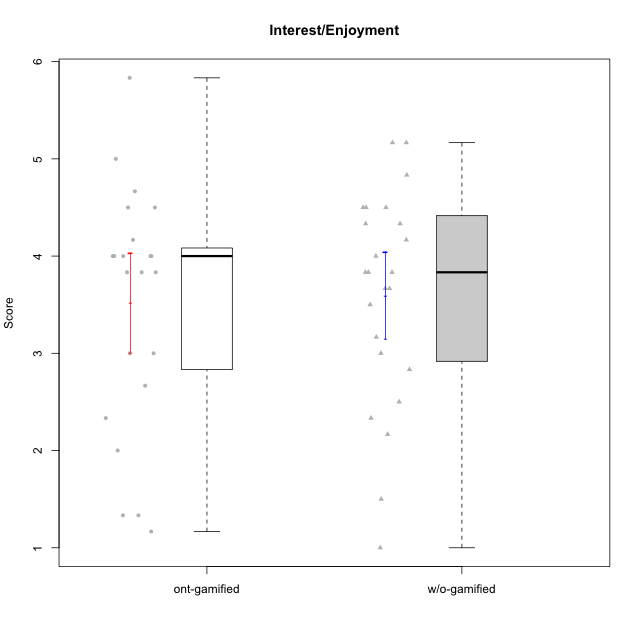 Interest/Enjoyment
6
5
4
3
2
1
Score
ont-gamified
w/o-gamified